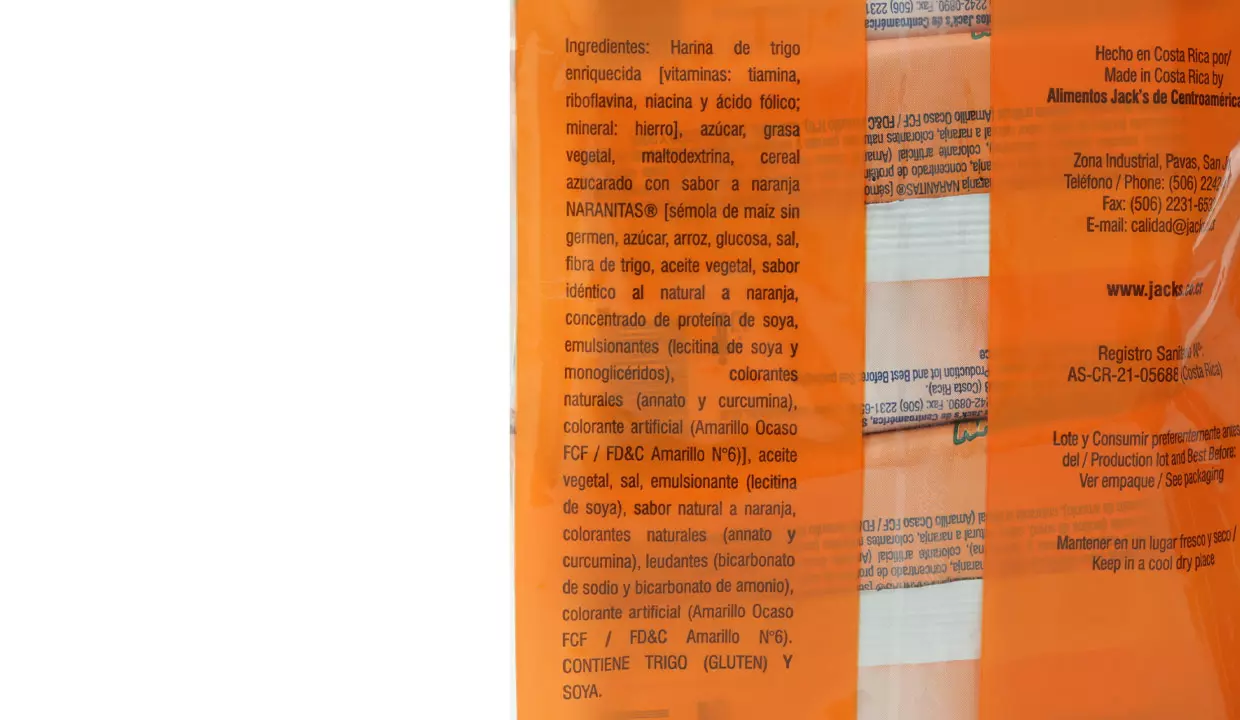 Ingredientes: Harina de trigo
enriquecida [vitaminas: tiamina,
riboflavina, niacina y ácido fólico;
mineral: hierro], azúcar, grasa
vegetal, maltodextrina, cereal
azucarado con sabor a naranja
NARANITAS® [sémola de maíz sin
germen, azúcar, arroz, glucosa, sal,
fibra de trigo, aceite vegetal, sabor
idéntico al natural a naranja,
concentrado de proteína de soya,
emulsionantes (lecitina de soya y
monoglicéridos), colorantes
naturales (annato y curcumina),
colorante artificial (Amarillo Ocaso
FCF / FD&C Amarillo N°6)], aceite
vegetal, sal, emulsionante (lecitina
de soya), sabor natural a naranja,
colorantes naturales (annato y
curcumina), leudantes (bicarbonato
de sodio y bicarbonato de amonio),
colorante artificial (Amarillo Ocaso
FCF / FD&C Amarillo N°6).
CONTIENE TRIGO (GLUTEN) Y
SOYA.
Hecho en Costa Rica por/
Made in Costa Rica by
Alimentos Jack's de Centroamérica
Zona Industrial, Pavas, San
Teléfono / Phone: (506)
Fax: (506) 2231-
E-mail:
www.jacks.co.cr
Registro Sanit. N°:
AS-CR-21-05688 (Costa Rica)
Lote y Consumir preferentemente antes
del / Production lot and Best Before:
Ver empaque / See packaging
Mantener en un lugar fresco y seco /
Keep in a cool dry place